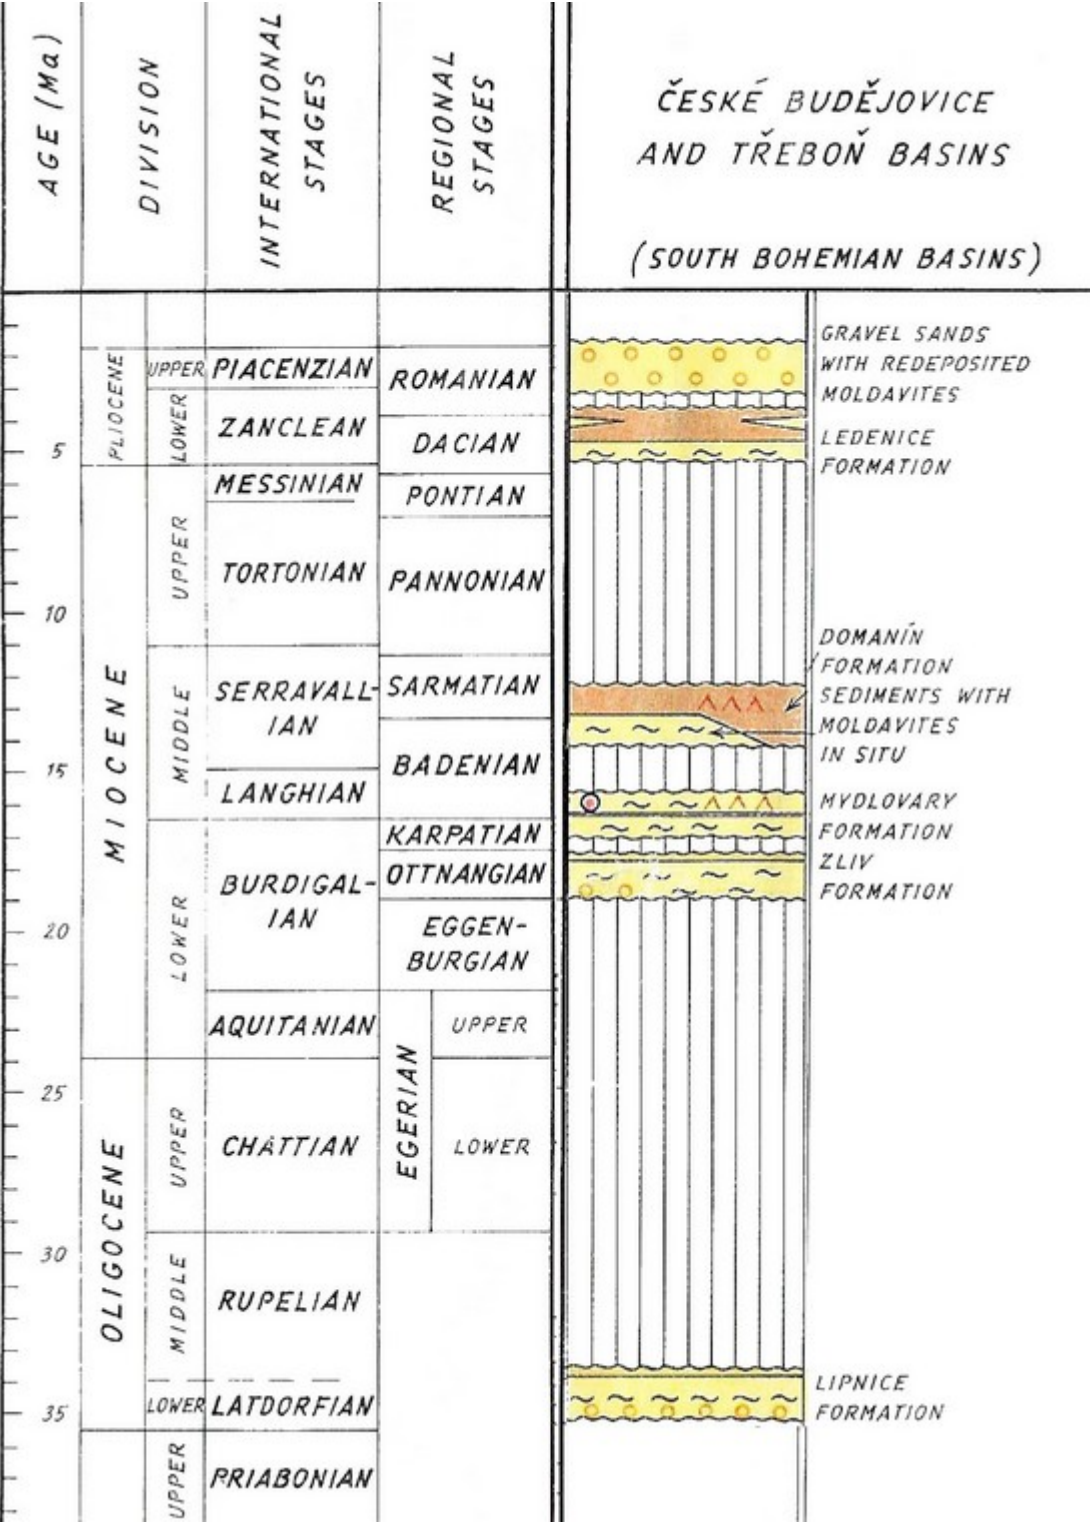 AGE (Ma)
DIVISION
INTERNATIONAL
STAGES
REGIONAL
STAGES
ČESKÉ BUDĚJOVICE
AND TŘEBOŇ BASINS
(SOUTH BOHEMIAN BASINS)
PLIOCENE
UPPER
LOWER
PIACENZIAN
ZANCLEAN
ROMANIAN
DACIAN
GRAVEL SANDS
WITH REDEPOSITED
MOLDAVITES
LEDENICE
FORMATION
5
MIOCENE
UPPER
MESSINIAN
TORTONIAN
PONTIAN
PANNONIAN
10
MIDDLE
SERRAVALL-
IAN
LANGHIAN
SARMATIAN
BADENIAN
DOMANÍN
FORMATION
SEDIMENTS WITH
MOLDAVITES
IN SITU
15
MYDLOVARY
FORMATION
ZLIV
FORMATION
LOWER
BURDIGAL-
IAN
AQUITANIAN
KARPATIAN
OTTNANGIAN
EGGEN-
BURGIAN
20
EGERIAN
UPPER
LOWER
25
OLIGOCENE
UPPER
CHATTIAN
30
MIDDLE
RUPELIAN
LOWER
LATDORFIAN
35
LIPNICE
FORMATION
UPPER
PRIABONIAN